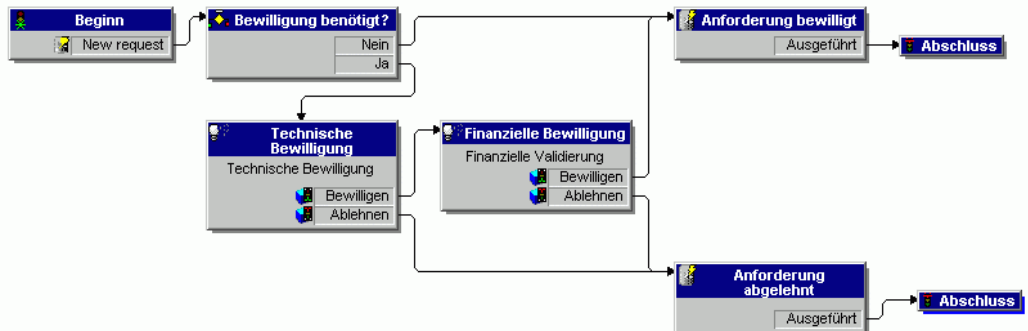 Beginn
New request
Bewilligung benötigt?
Nein
Ja
Anforderung bewilligt
Ausgeführt
Abschluss
Technische
Bewilligung
Technische Bewilligung
Bewilligen
Ablehnen
Finanzielle Bewilligung
Finanzielle Validierung
Bewilligen
Ablehnen
Anforderung
abgelehnt
Ausgeführt
Abschluss